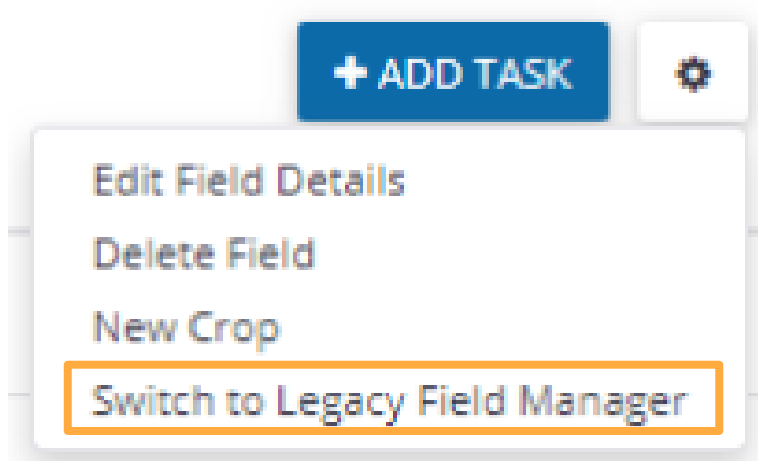 + ADD TASK
Edit Field Details
Delete Field
New Crop
Switch to Legacy Field Manager